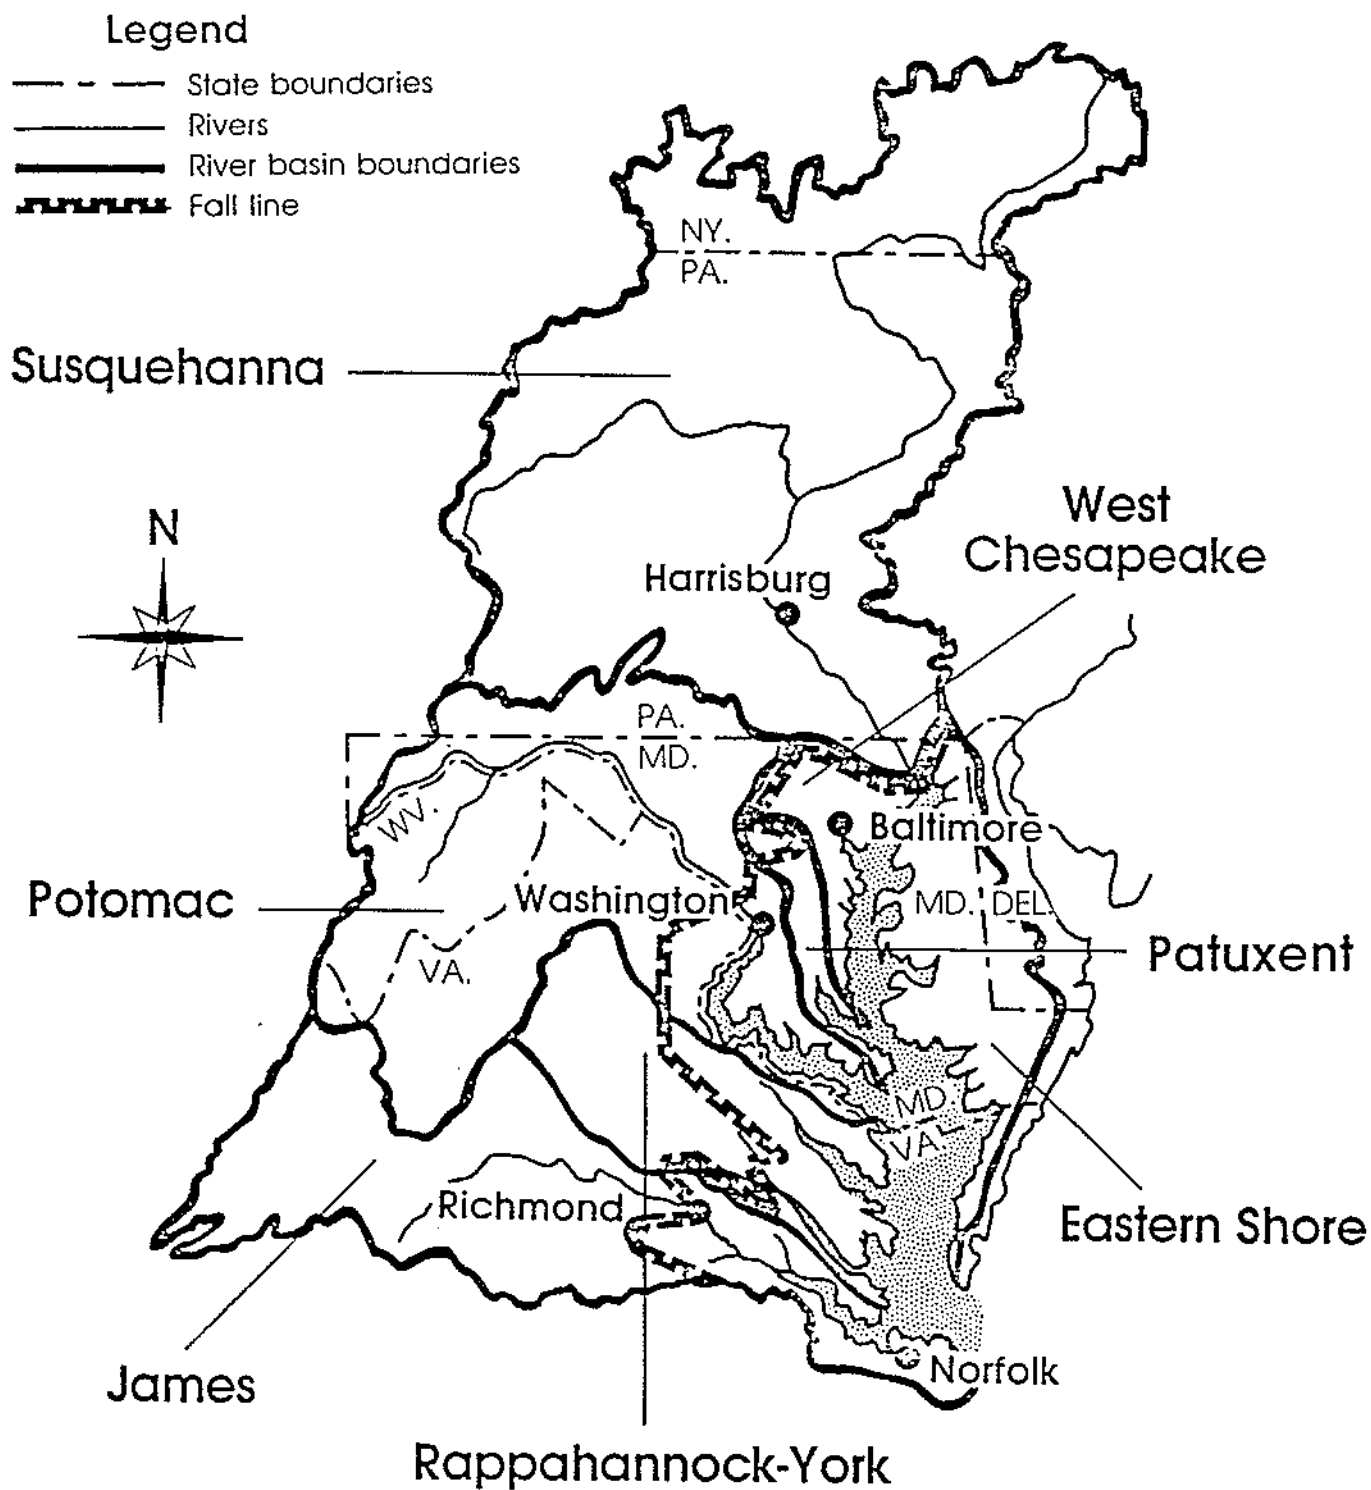 Legend
State boundaries
Rivers
River basin boundaries
Fall line
NY.
PA.
Susquehanna
West
Chesapeake
N
Harrisburg
PA.
MD.
WV.
Baltimore
Potomac
Washington
MD. DEL.
VA.
Patuxent
MD.
VA.
Richmond
Eastern Shore
James
Norfolk
Rappahannock-York